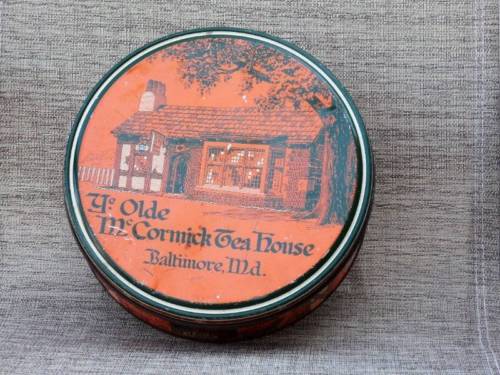 Ye Olde
McCormick Tea House
Baltimore, Md.